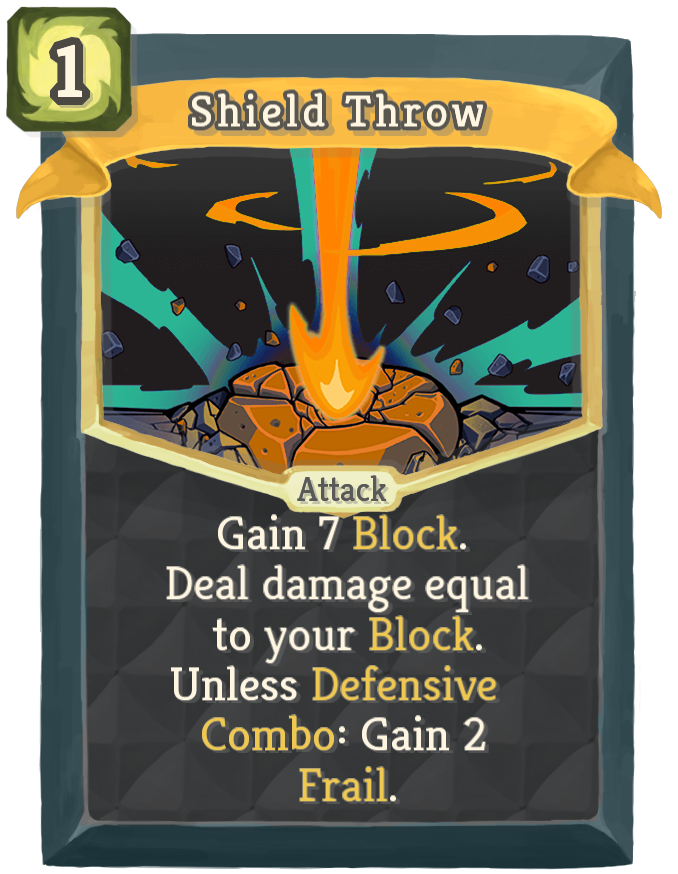 1
Shield Throw
Attack
Gain 7 Block.
Deal damage equal
to your Block.
Unless Defensive
Combo: Gain 2
Frail.